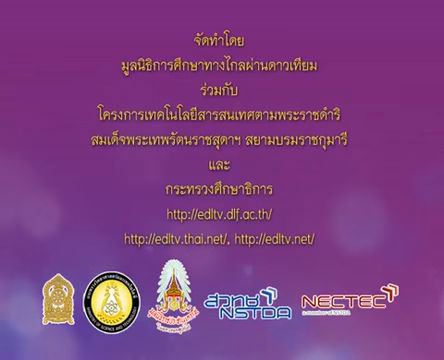 จัดทำโดย
มูลนิธิการศึกษาทางไกลผ่านดาวเทียม
ร่วมกับ
โครงการเทคโนโลยีสารสนเทศตามพระราชดำริ
สมเด็จพระเทพรัตนราชสุดาฯ สยามบรมราชกุมารี
และ
กระทรวงศึกษาธิการ
http://edltv.dlf.ac.th/
http://edltv.thai.net/, http://edltv.net/
สวทช
NSTDA
NECTEC
a member of NSTDA